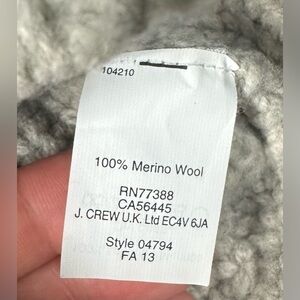 104210
100% Merino Wool
RN77388
CA56445
J. CREW U.K. Ltd EC4V 6JA
Style 04794
FA 13